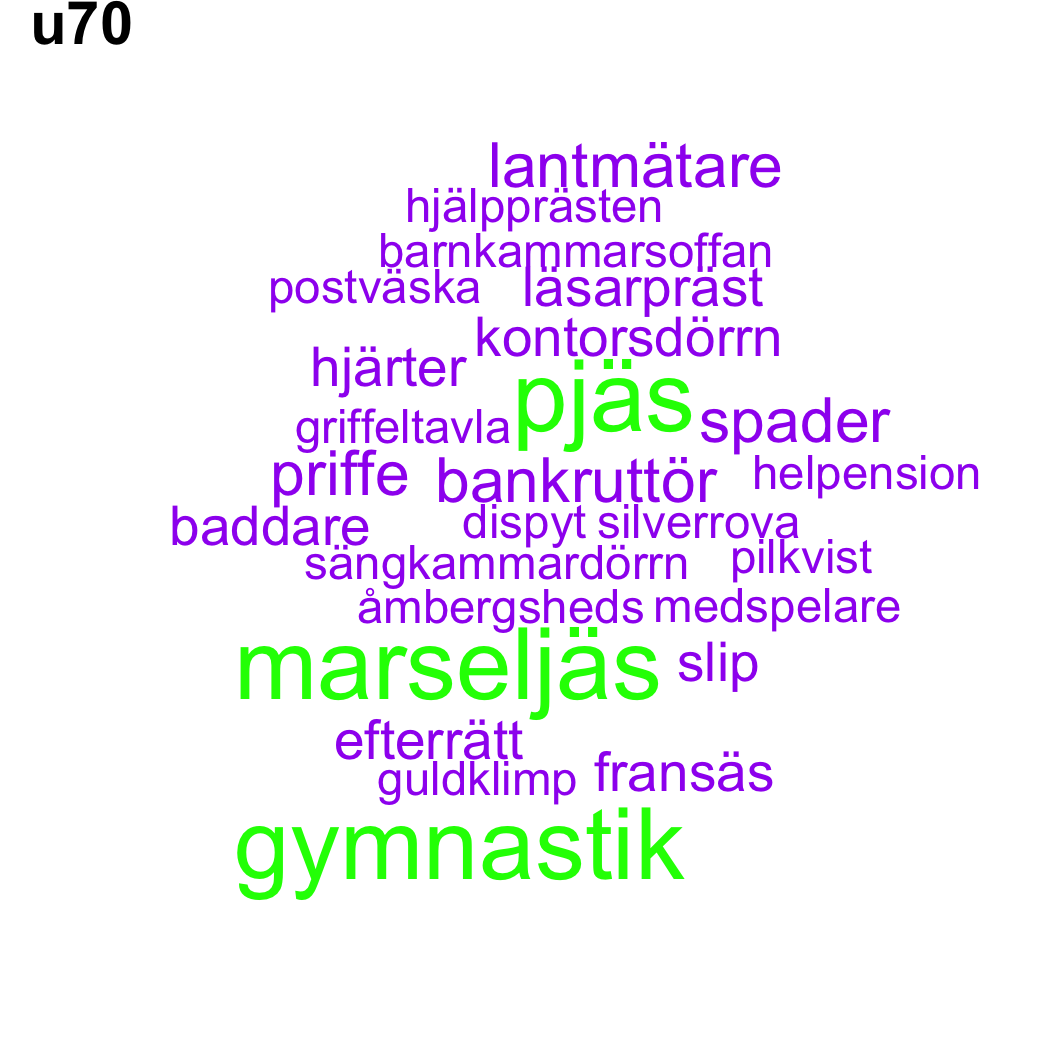 u70
lantmätare
hjälpprästen
barnkammarsoffan
postväska läsarpräst
kontorsdörrn
hjärter
pjäs
griffeltavla spader
priffe bankruttör helpension
baddare dispyt silverrova
sängkammardörrn pilkvist
åmbergsheds medspelare
marseljäs slip
efterrätt
guldklimp fransäs
gymnastik